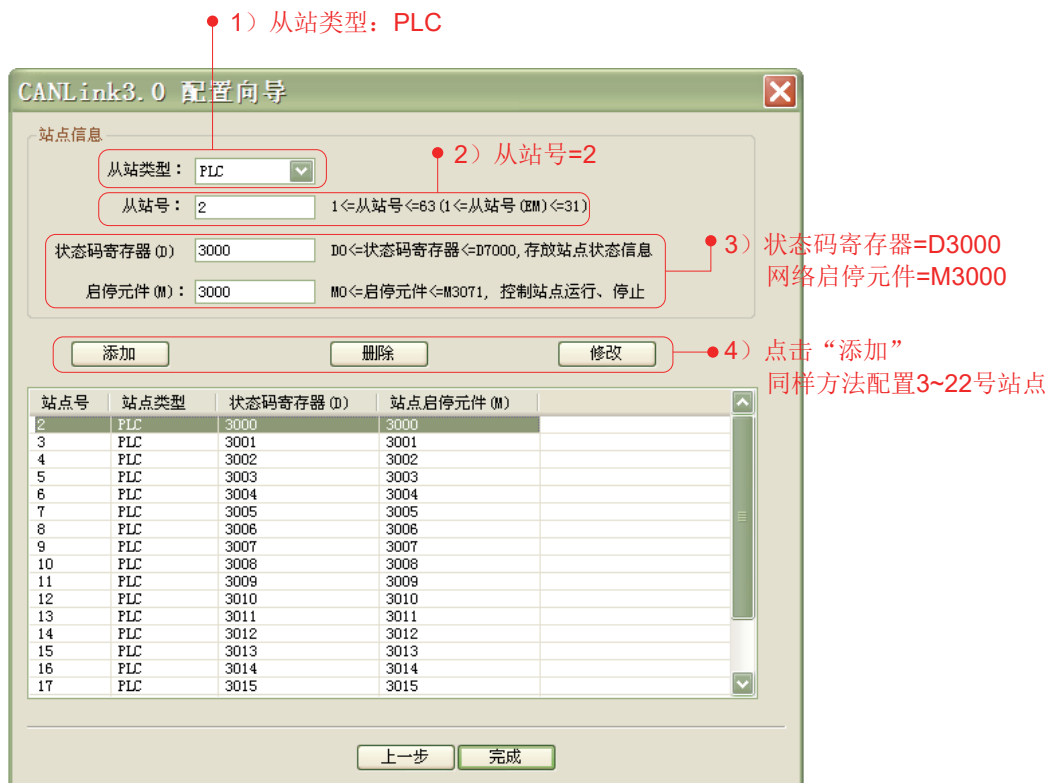 1）从站类型：PLC
CANLink3.0 配置向导
站点信息
从站类型： PLC
2）从站号=2
从站号： 2 1<=从站号<=63(1<=从站号(EM)<=31)
状态码寄存器(D) 3000 D0<=状态码寄存器<=D7000,存放站点状态信息
3）状态码寄存器=D3000
网络启停元件=M3000
启停元件(M)： 3000 M0<=启停元件<=M3071, 控制站点运行、停止
添加 删除 修改
4）点击“添加”
同样方法配置3~22号站点
站点号 站点类型 状态码寄存器(D) 站点启停元件(M)
2 PLC 3000 3000
3 PLC 3001 3001
4 PLC 3002 3002
5 PLC 3003 3003
6 PLC 3004 3004
7 PLC 3005 3005
8 PLC 3006 3006
9 PLC 3007 3007
10 PLC 3008 3008
11 PLC 3009 3009
12 PLC 3010 3010
13 PLC 3011 3011
14 PLC 3012 3012
15 PLC 3013 3013
16 PLC 3014 3014
17 PLC 3015 3015
上一步 完成